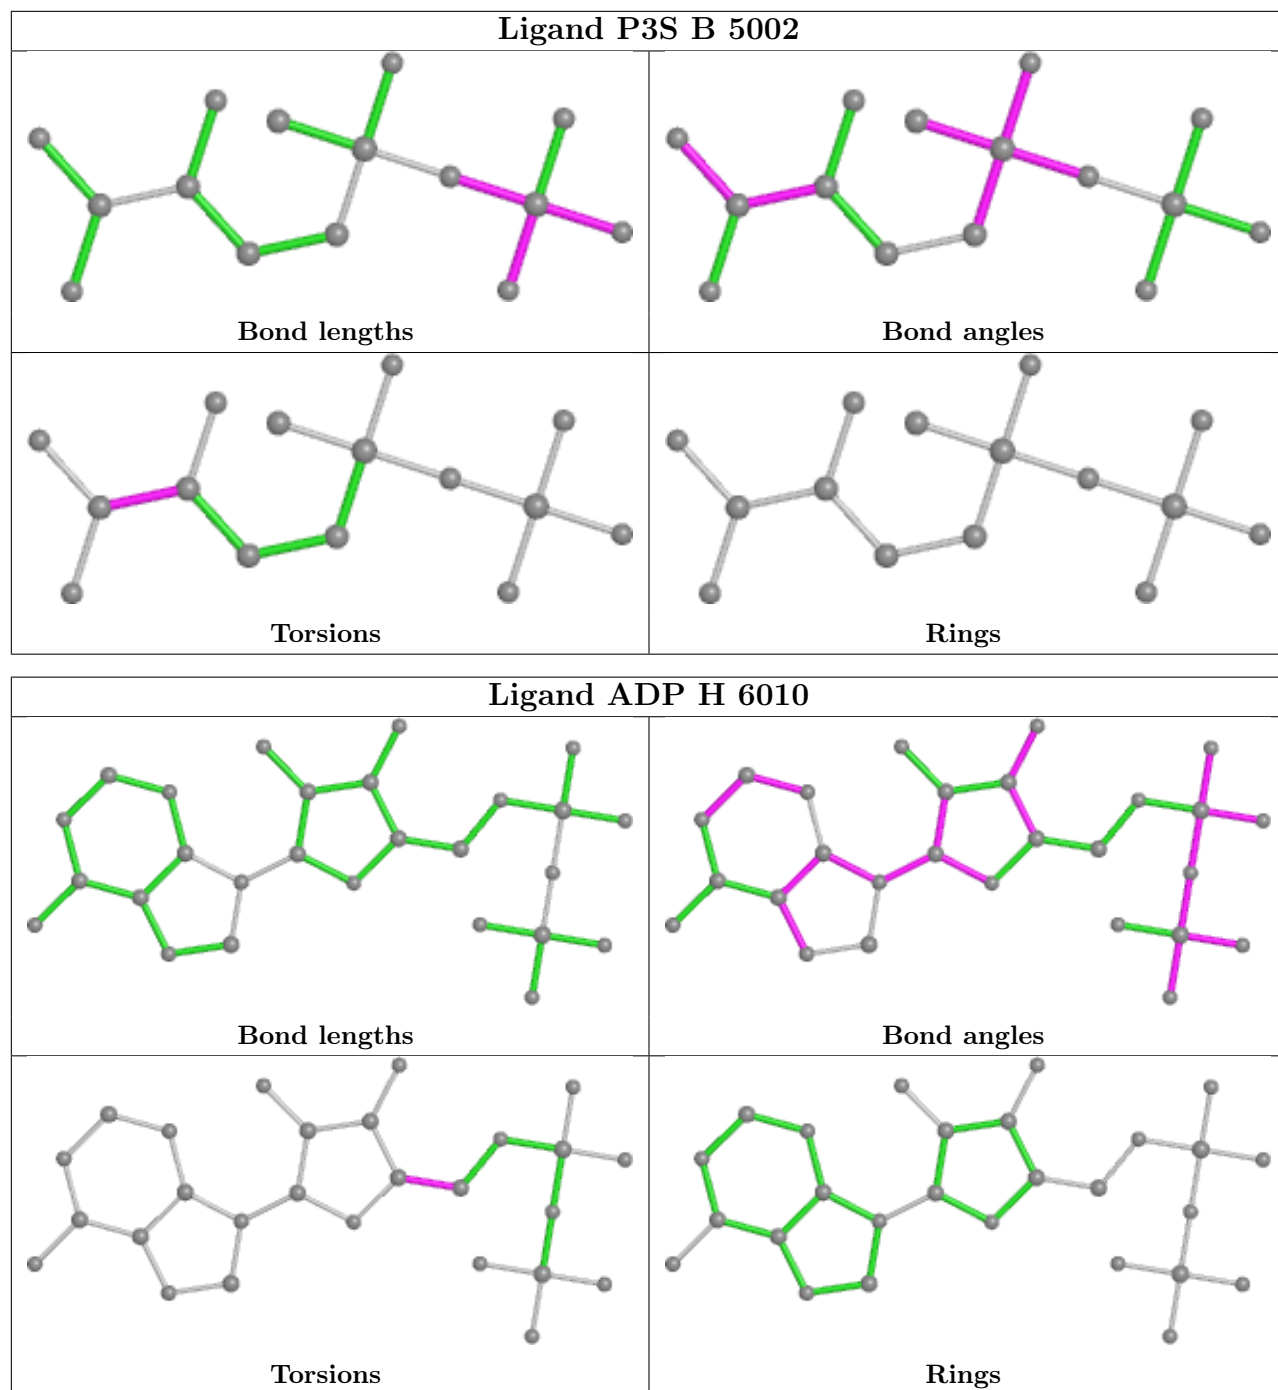 Ligand P3S B 5002
Bond lengths
Bond angles
Torsions
Rings
Ligand ADP H 6010
Bond lengths
Bond angles
Torsions
Rings